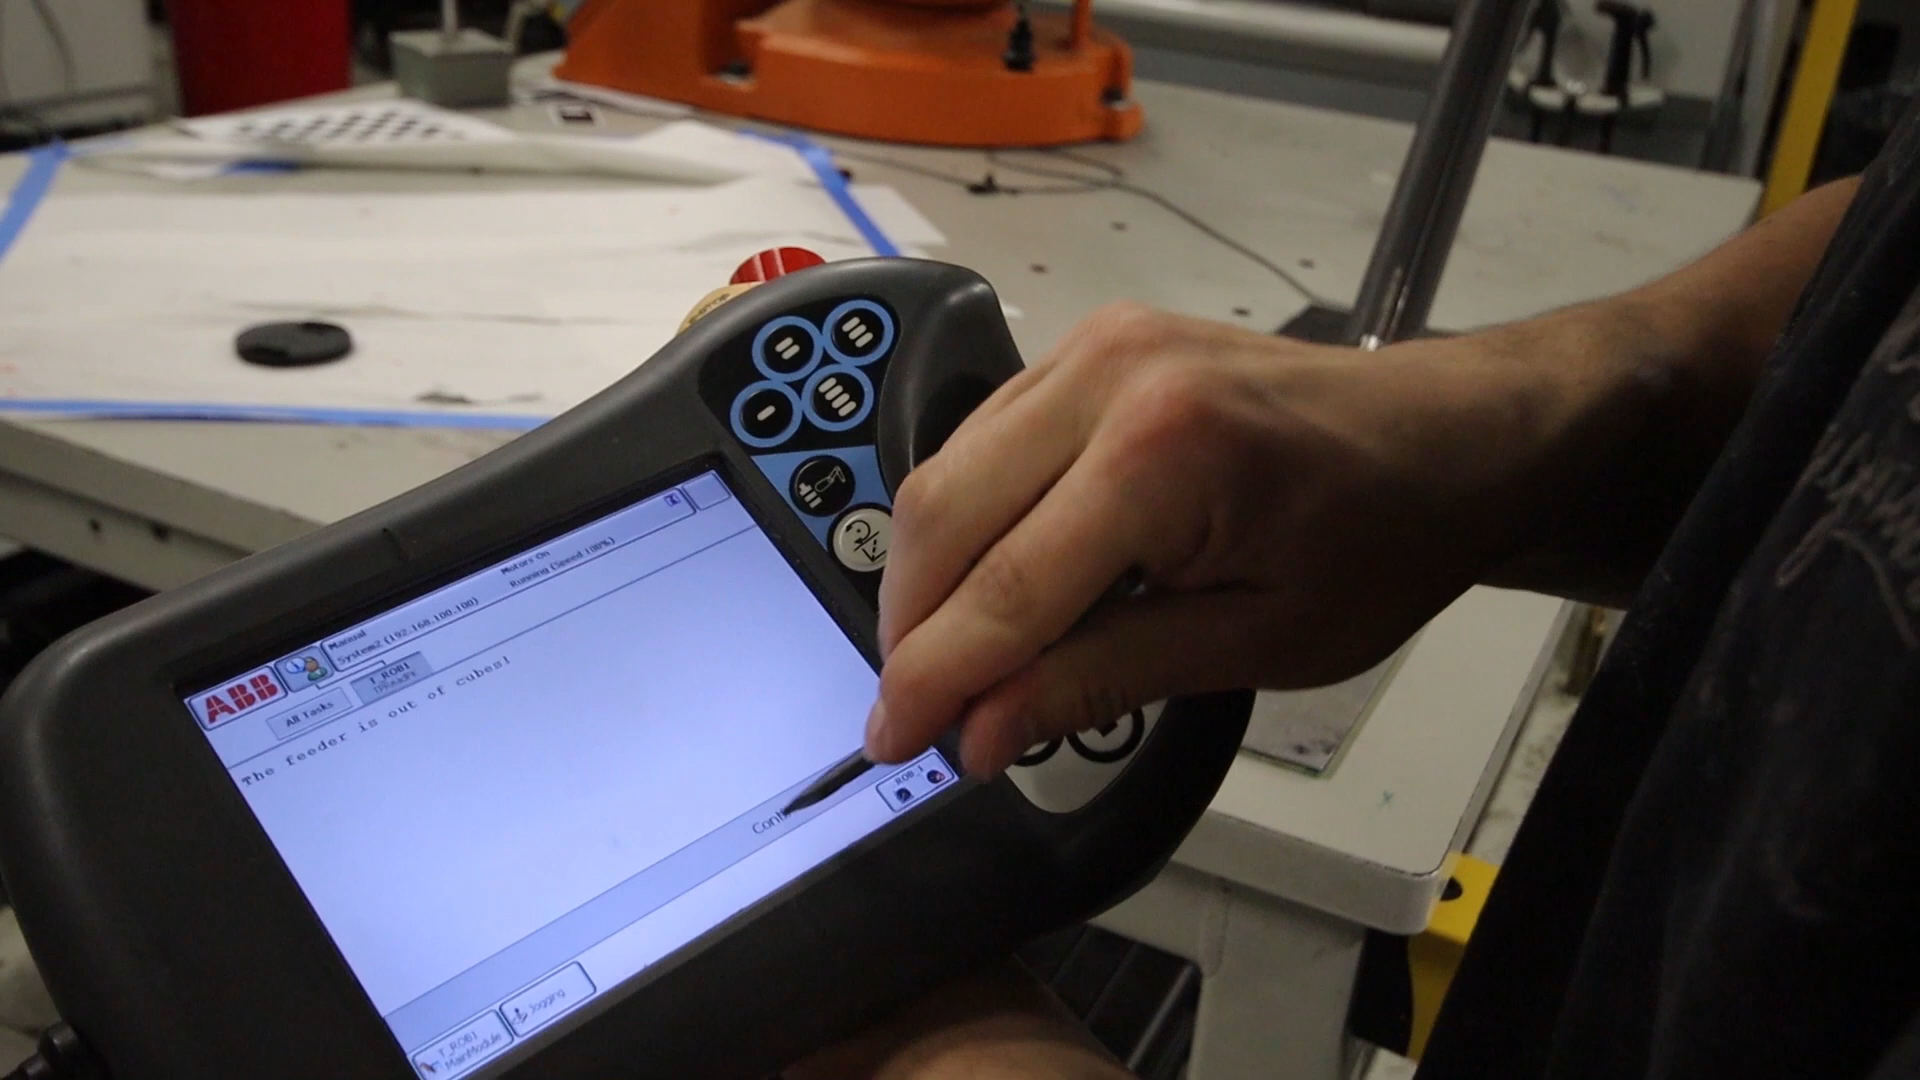 Motors On
Running (Speed 100%)
Manual
System2 (192.168.100.100)
ABB
All Tasks
T_ROB1
The feeder is out of cubes!
ROB_1
T_ROB1
MainModule
Jogging